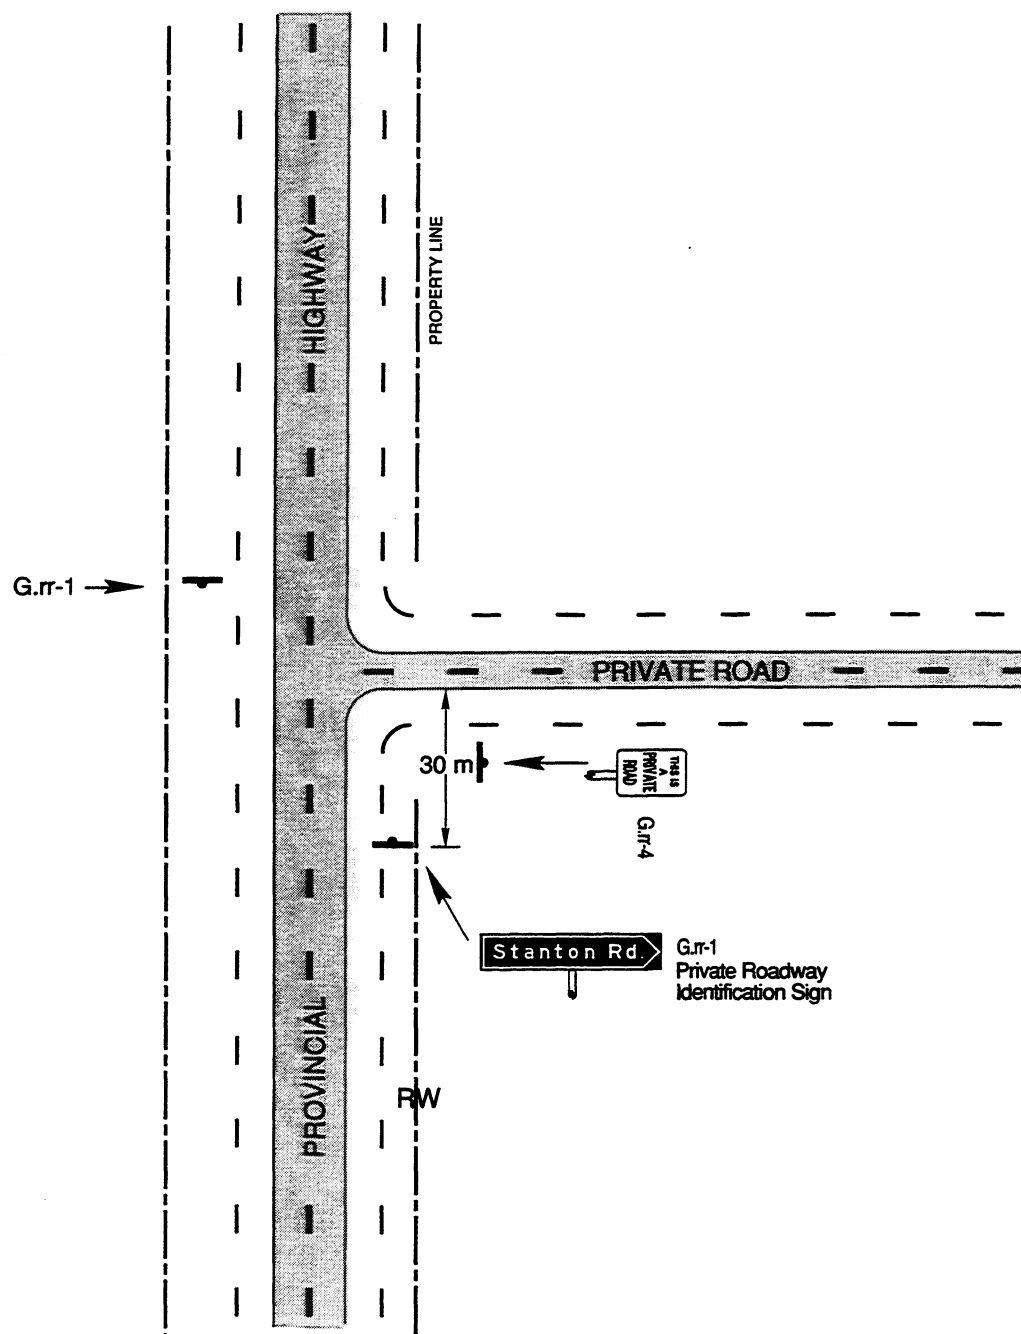 HIGHWAY
PROPERTY LINE
G.rr-1
PRIVATE ROAD
30 m
THIS IS
A
PRIVATE
ROAD
G.rr-4
Stanton Rd.
G.rr-1
Private Roadway
Identification Sign
PROVINCIAL
RW